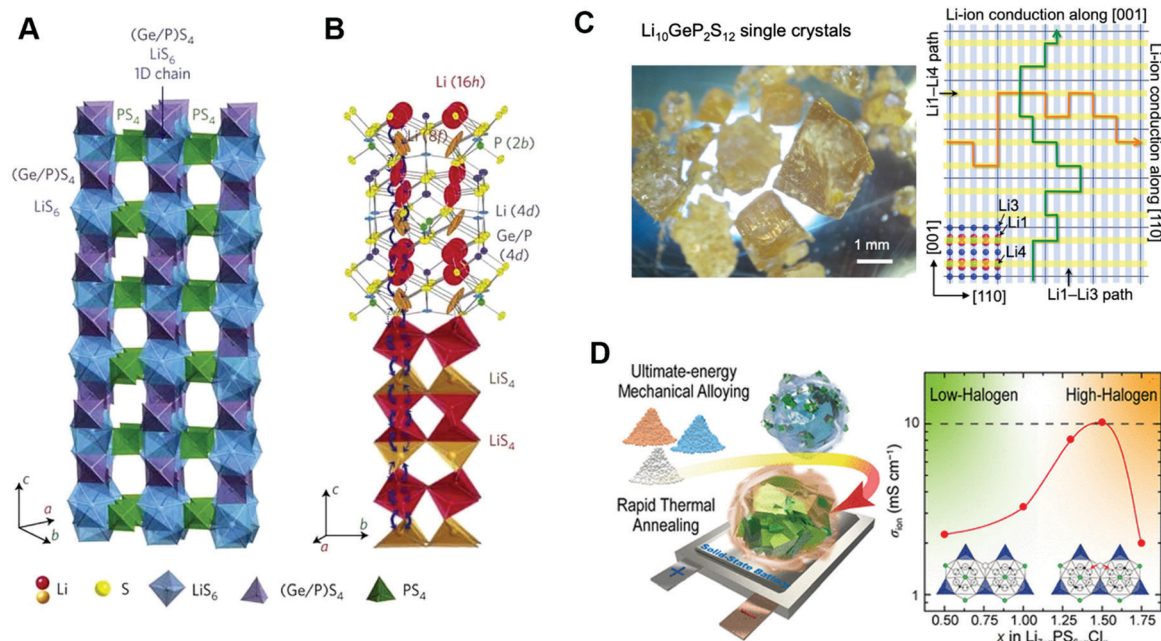 A
(Ge/P)S₄
LiS₆
1D chain
PS₄
PS₄
(Ge/P)S₄
LiS₆
c
a
b
B
Li (16h)
Li (8f)
P (2b)
Li (4d)
Ge/P
(4d)
LiS₄
LiS₄
c
b
a
Li
S
LiS₆
(Ge/P)S₄
PS₄
C
Li₁₀GeP₂S₁₂ single crystals
1 mm
Li-ion conduction along [001]
Li1–Li4 path
Li-ion conduction along [110]
Li3
Li1
Li4
[001]
[110]
Li1–Li3 path
D
Ultimate-energy
Mechanical Alloying
Rapid Thermal
Annealing
Solid-State Battery
+
Low-Halogen
High-Halogen
10
1
σion (mS cm⁻¹)
0.50 0.75 1.00 1.25 1.50 1.75
x in Li₇₋ₓPS₆₋ₓClₓ